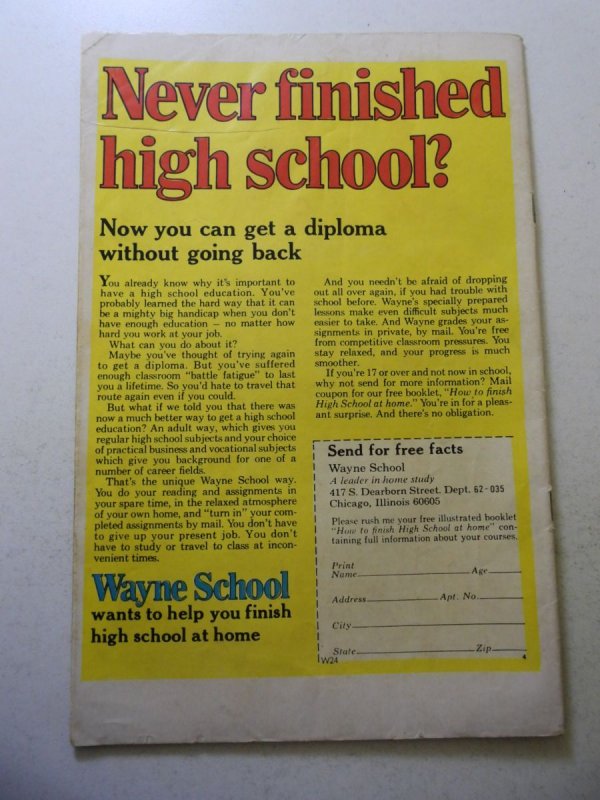 Never finished
high school?
Now you can get a diploma
without going back
You already know why it's important to
have a high school education. You've
probably learned the hard way that it can
be a mighty big handicap when you don't
have enough education — no matter how
hard you work at your job.
What can you do about it?
Maybe you've thought of trying again
to get a diploma. But you've suffered
enough classroom "battle fatigue" to last
you a lifetime. So you'd hate to travel that
route again even if you could.
But what if we told you that there was
now a much better way to get a high school
education? An adult way, which gives you
regular high school subjects and your choice
of practical business and vocational subjects
which give you background for one of a
number of career fields.
That's the unique Wayne School way.
You do your reading and assignments in
your spare time, in the relaxed atmosphere
of your own home, and "turn in" your com-
pleted assignments by mail. You don't have
to give up your present job. You don't
have to study or travel to class at incon-
venient times.
Wayne School
wants to help you finish
high school at home
And you needn't be afraid of dropping
out all over again, if you had trouble with
school before. Wayne's specially prepared
lessons make even difficult subjects much
easier to take. And Wayne grades your as-
signments in private, by mail. You're free
from competitive classroom pressures. You
stay relaxed, and your progress is much
smoother.
If you're 17 or over and not now in school,
why not send for more information? Mail
coupon for our free booklet, "How to finish
High School at home." You're in for a pleas-
ant surprise. And there's no obligation.
Send for free facts
Wayne School
A leader in home study
417 S. Dearborn Street. Dept. 62-035
Chicago, Illinois 60605
Please rush me your free illustrated booklet
"How to finish High School at home" con-
taining full information about your courses.
Print
Name Age
Address Apt. No.
City
State Zip
W24 4